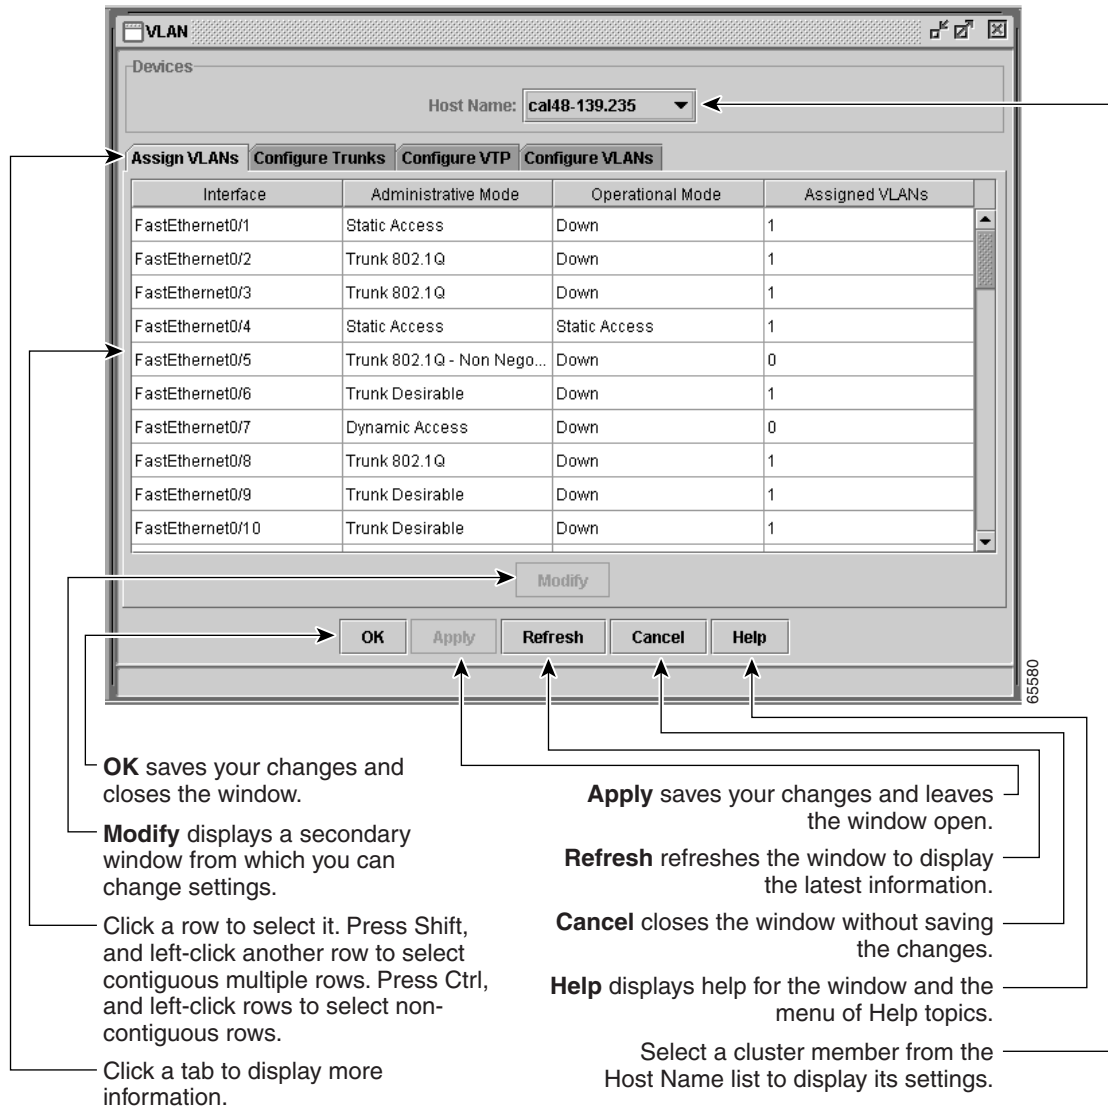 VLAN
Devices
Host Name: cal48-139.235
Assign VLANs Configure Trunks Configure VTP Configure VLANs
Interface Administrative Mode Operational Mode Assigned VLANs
FastEthernet0/1 Static Access Down 1
FastEthernet0/2 Trunk 802.1Q Down 1
FastEthernet0/3 Trunk 802.1Q Down 1
FastEthernet0/4 Static Access Static Access 1
FastEthernet0/5 Trunk 802.1Q - Non Nego... Down 0
FastEthernet0/6 Trunk Desirable Down 1
FastEthernet0/7 Dynamic Access Down 0
FastEthernet0/8 Trunk 802.1Q Down 1
FastEthernet0/9 Trunk Desirable Down 1
FastEthernet0/10 Trunk Desirable Down 1
Modify
OK Apply Refresh Cancel Help
65580
OK saves your changes and
closes the window.
Modify displays a secondary
window from which you can
change settings.
Click a row to select it. Press Shift,
and left-click another row to select
contiguous multiple rows. Press Ctrl,
and left-click rows to select non-
contiguous rows.
Click a tab to display more
information.
Apply saves your changes and leaves
the window open.
Refresh refreshes the window to display
the latest information.
Cancel closes the window without saving
the changes.
Help displays help for the window and the
menu of Help topics.
Select a cluster member from the
Host Name list to display its settings.